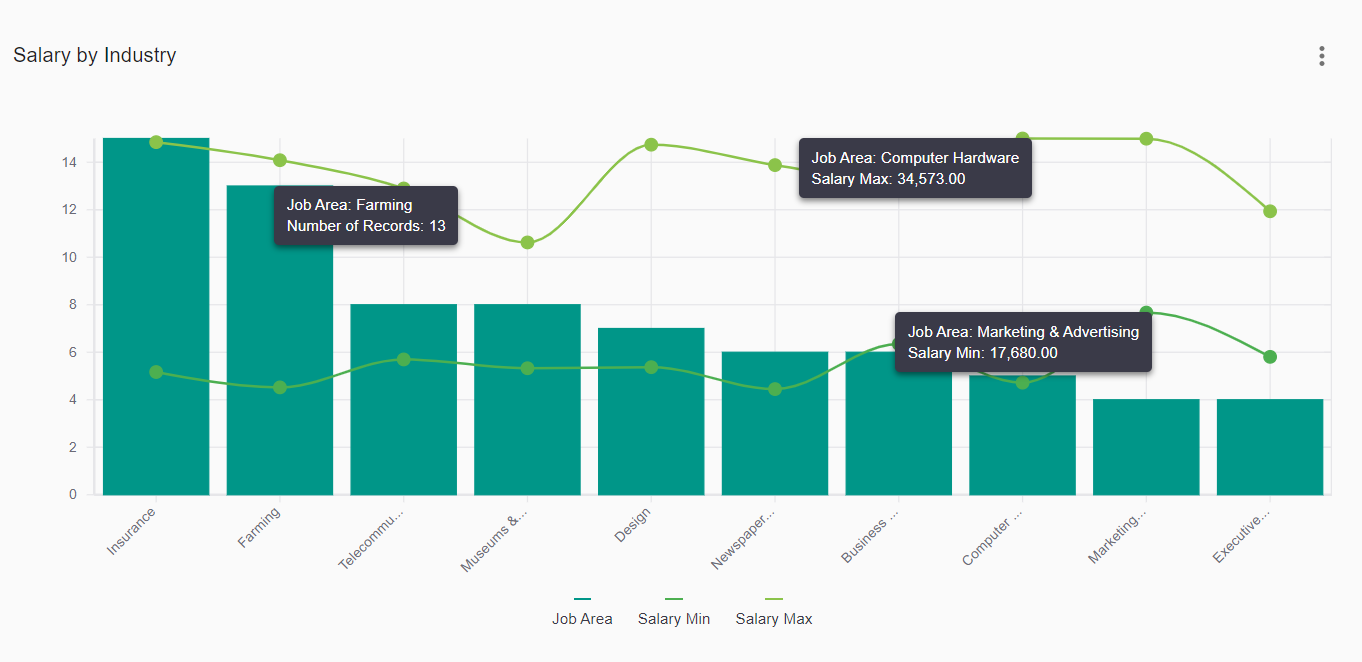 Salary by Industry
14
12
10
8
6
4
2
0
Job Area: Computer Hardware
Salary Max: 34,573.00
Job Area: Farming
Number of Records: 13
Job Area: Marketing & Advertising
Salary Min: 17,680.00
Insurance
Farming
Telecommu...
Museums &...
Design
Newspaper...
Business ...
Computer ...
Marketing...
Executive...
Job Area
Salary Min
Salary Max